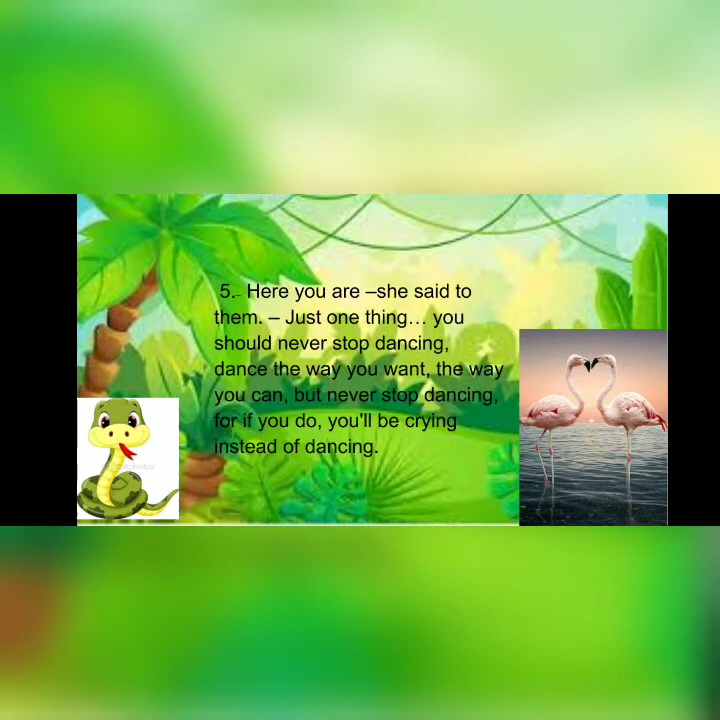 5.- Here you are –she said to
them. – Just one thing… you
should never stop dancing,
dance the way you want, the way
you can, but never stop dancing,
for if you do, you'll be crying
instead of dancing.